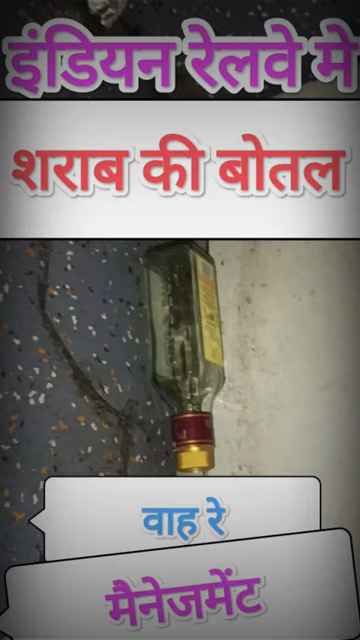 इंडियन रेलवे मे
शराब की बोतल
वाह रे
मैनेजमेंट